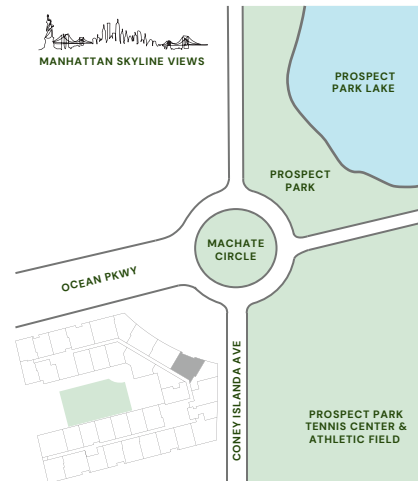 MANHATTAN SKYLINE VIEWS
PROSPECT
PARK LAKE
PROSPECT
PARK
MACHATE
CIRCLE
OCEAN PKWY
CONEY ISLANDA AVE
PROSPECT PARK
TENNIS CENTER &
ATHLETIC FIELD